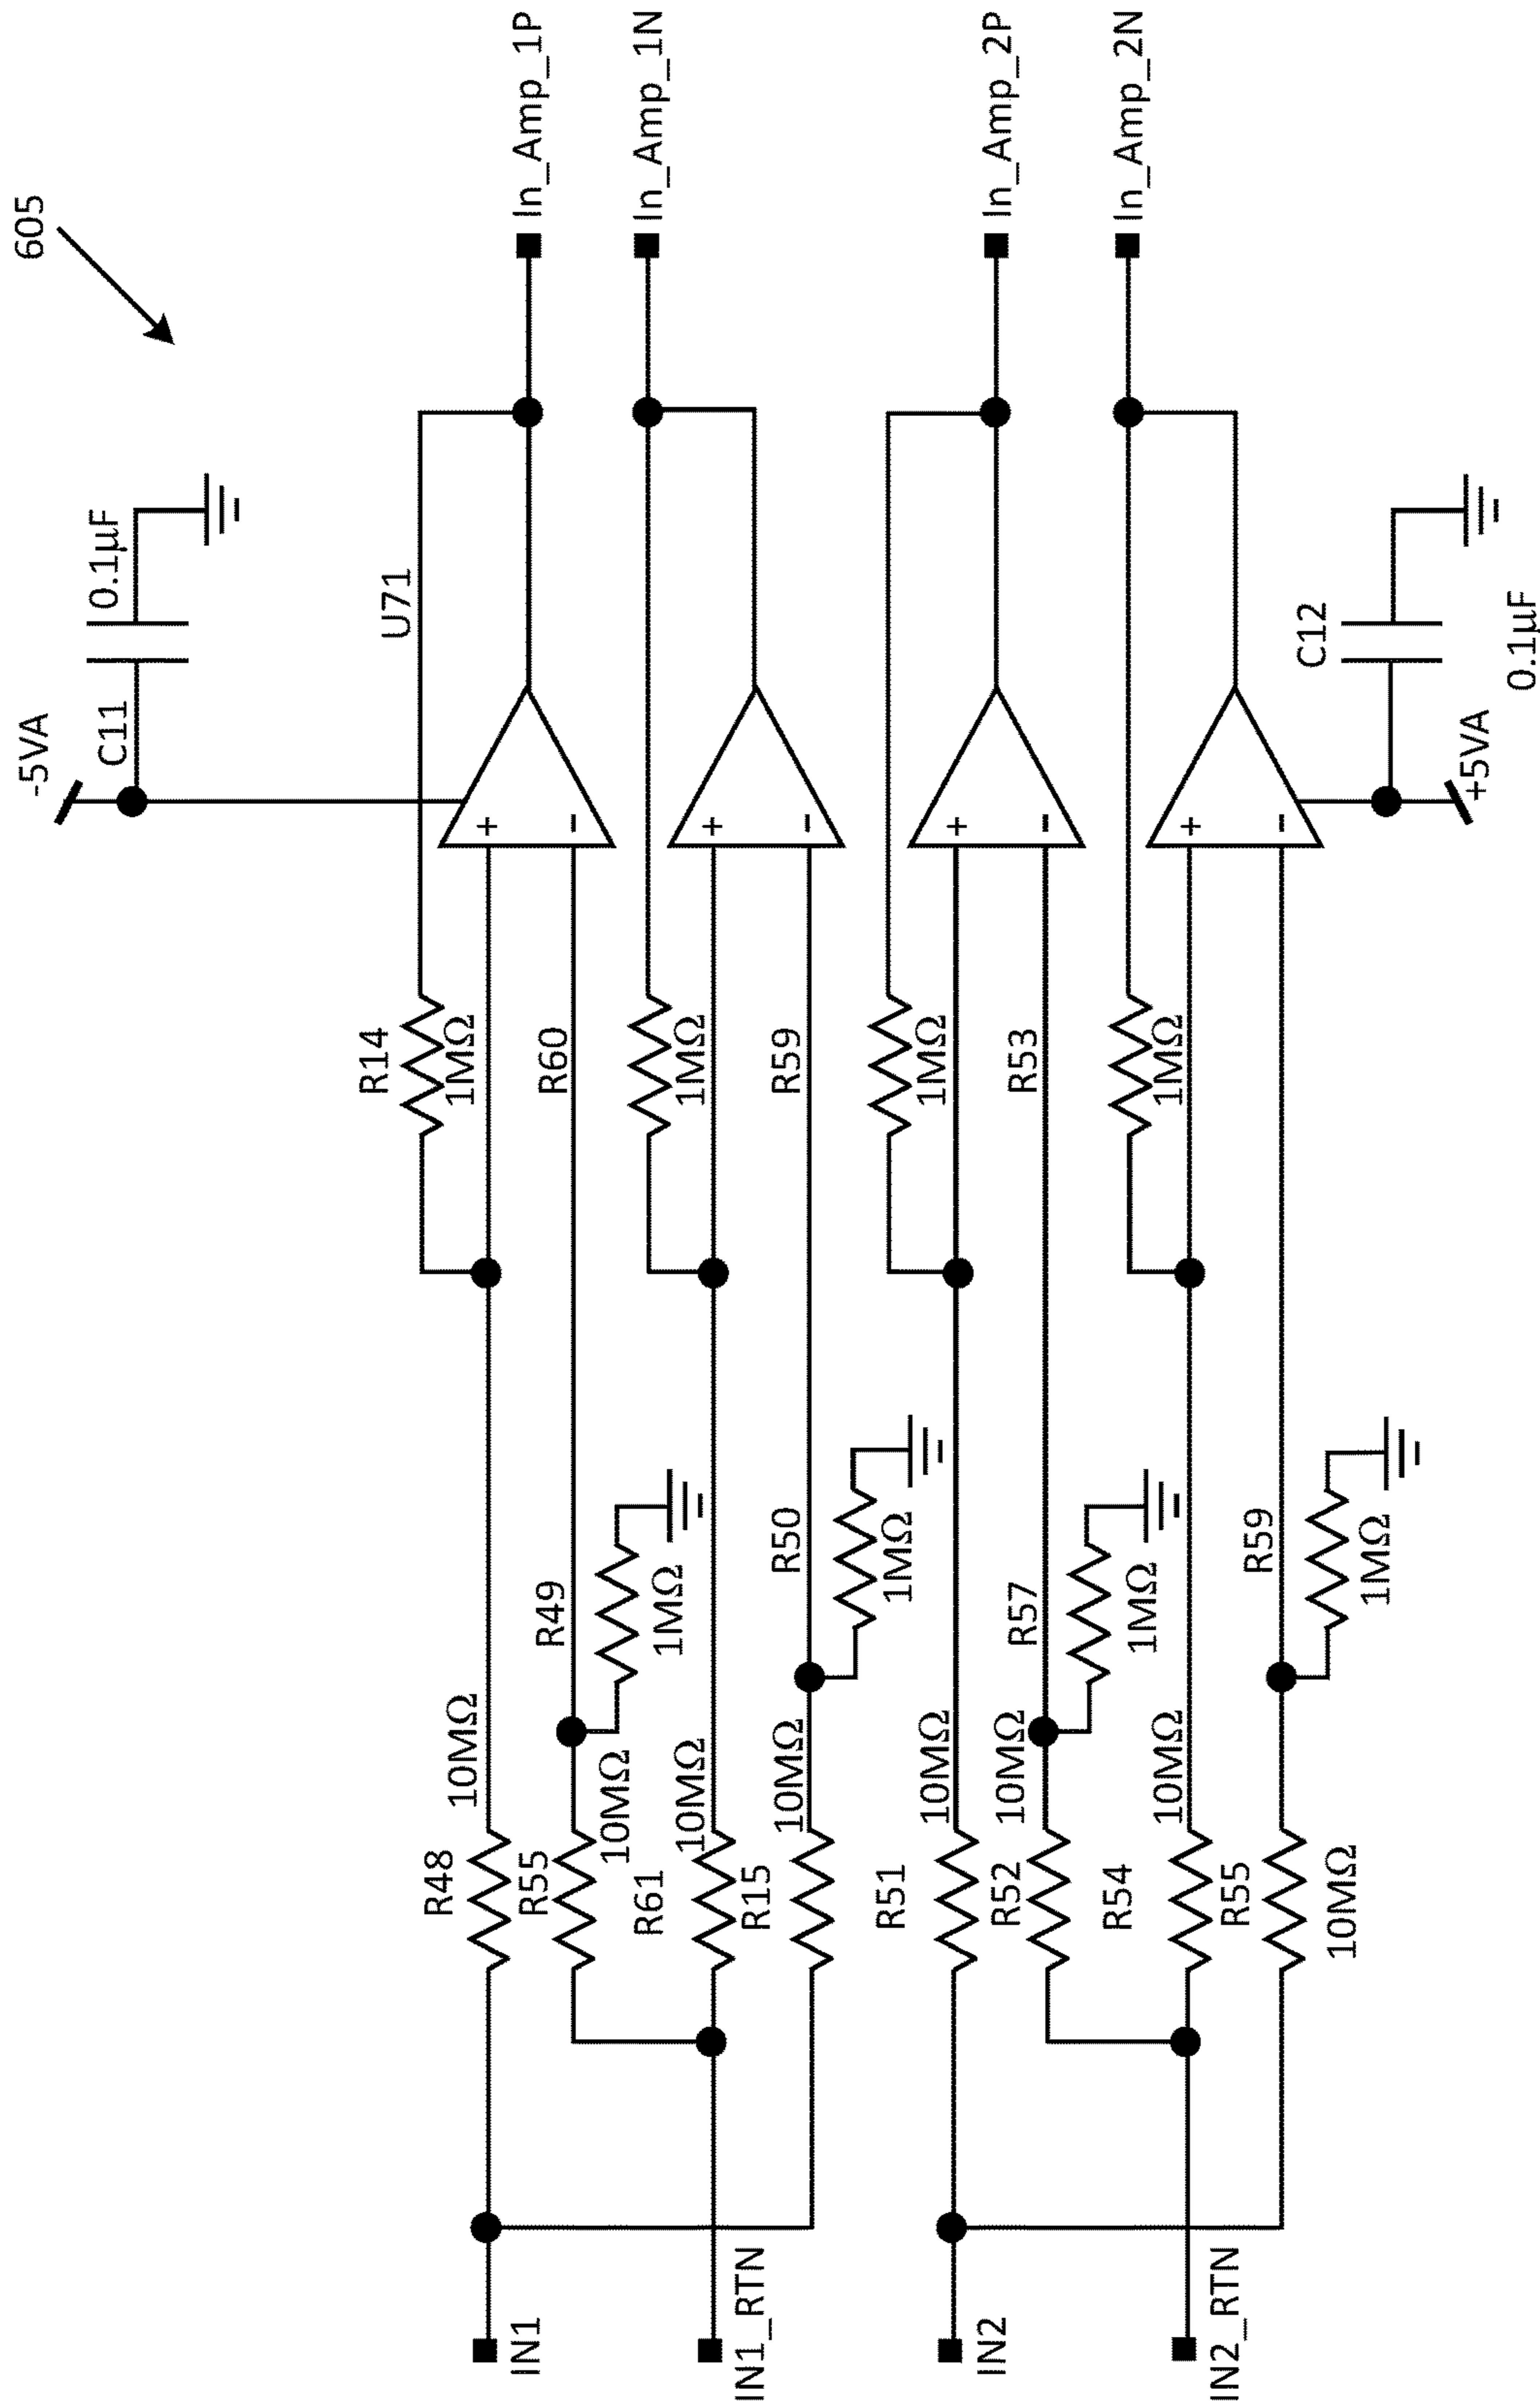 605
-5VA
C11
0.1µF
U71
In_Amp_1P
In_Amp_1N
In_Amp_2P
In_Amp_2N
R14
1MΩ
+
-
R60
1MΩ
+
-
R59
1MΩ
+
-
R53
1MΩ
+
-
C12
0.1µF
+5VA
R48
10MΩ
R55
10MΩ
R49
1MΩ
R61
10MΩ
R15
10MΩ
R50
1MΩ
R51
10MΩ
R52
10MΩ
R57
1MΩ
R54
10MΩ
R55
10MΩ
R59
1MΩ
IN1
IN1_RTN
IN2
IN2_RTN